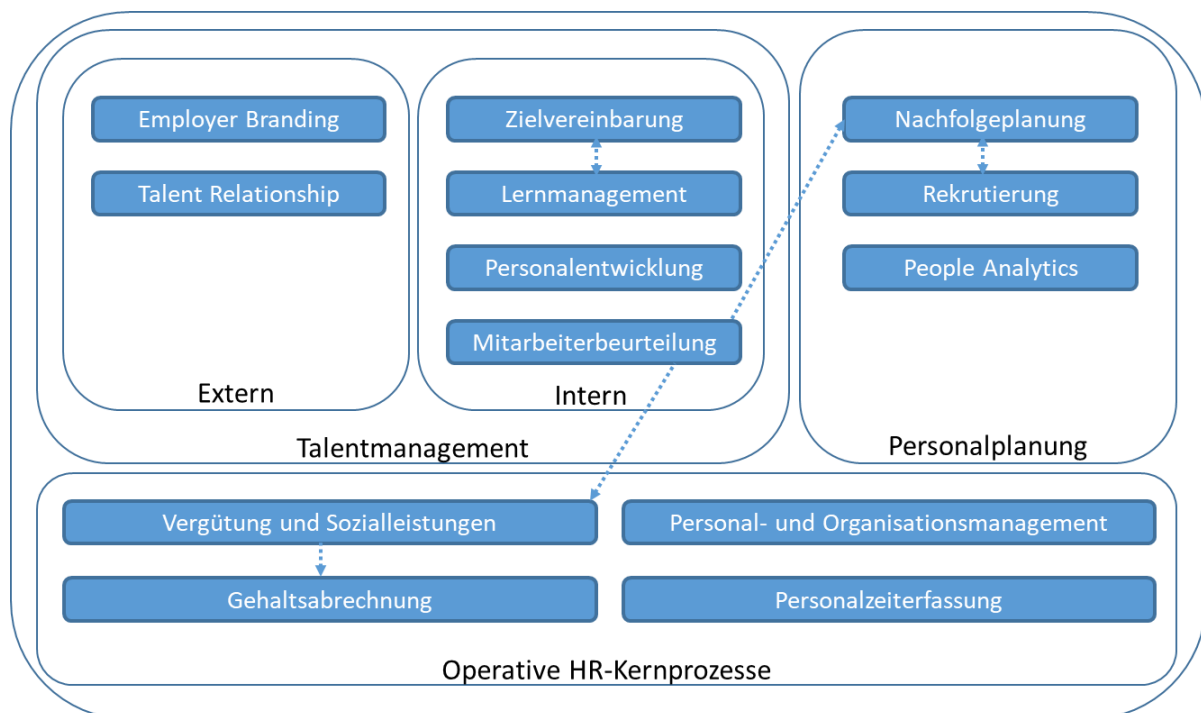 Employer Branding
Talent Relationship
Extern
Zielvereinbarung
Lernmanagement
Personalentwicklung
Mitarbeiterbeurteilung
Intern
Talentmanagement
Nachfolgeplanung
Rekrutierung
People Analytics
Personalplanung
Vergütung und Sozialleistungen
Personal- und Organisationsmanagement
Gehaltsabrechnung
Personalzeiterfassung
Operative HR-Kernprozesse